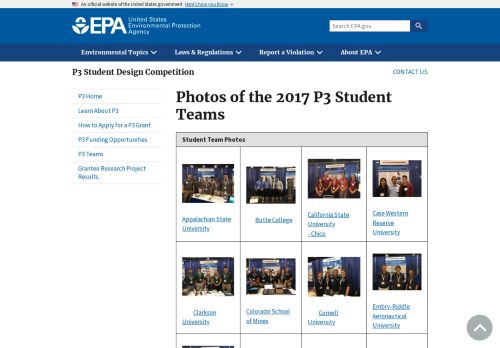 An official website of the United States government Here's how you know
EPA United States Environmental Protection Agency
Search EPA.gov
Environmental Topics Laws & Regulations Report a Violation About EPA
P3 Student Design Competition
CONTACT US
P3 Home
Learn About P3
How to Apply for a P3 Grant
P3 Funding Opportunities
P3 Teams
Grantee Research Project
Results
Photos of the 2017 P3 Student
Teams
Student Team Photos
Appalachian State
University
Butte College
California State
University
- Chico
Case Western
Reserve
University
Clarkson
University
Colorado School
of Mines
Cornell
University
Embry-Riddle
Aeronautical
University